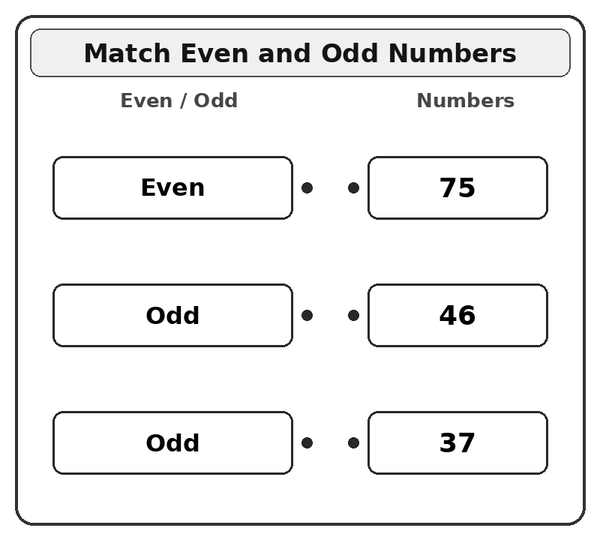 Match Even and Odd Numbers
Even / Odd Numbers
Even 75
Odd 46
Odd 37